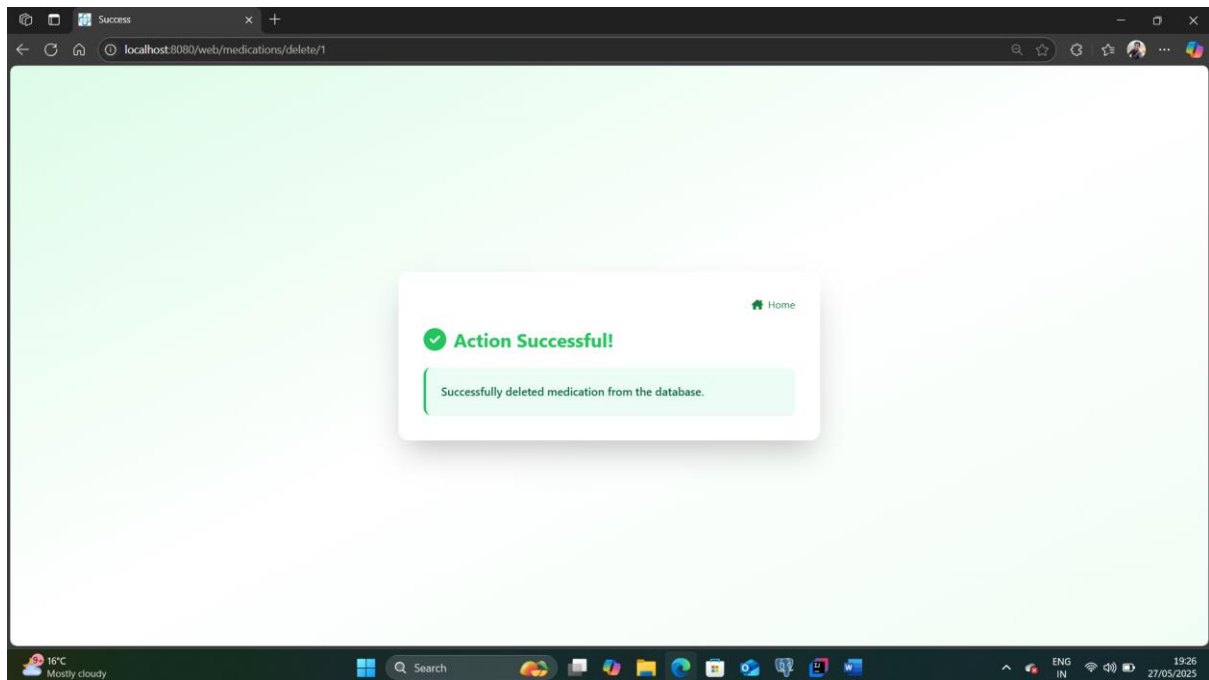 Success
localhost:8080/web/medications/delete/1
Home
Action Successful!
Successfully deleted medication from the database.
9+
16°C
Mostly cloudy
Search
ENG
IN
19:26
27/05/2025